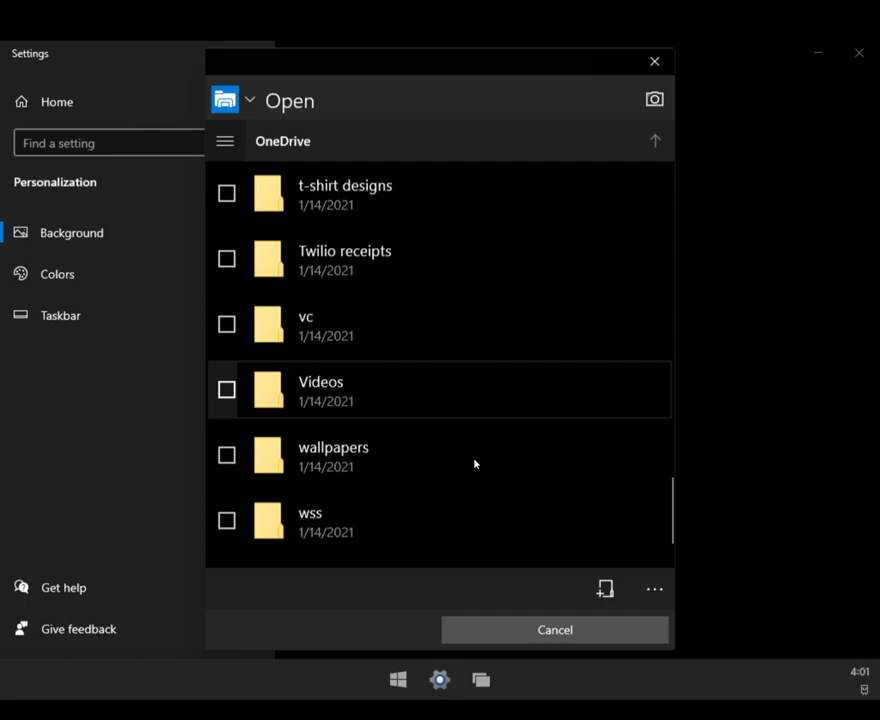 Settings
Home
Find a setting
Personalization
Background
Colors
Taskbar
Get help
Give feedback
Open
OneDrive
t-shirt designs
1/14/2021
Twilio receipts
1/14/2021
vc
1/14/2021
Videos
1/14/2021
wallpapers
1/14/2021
wss
1/14/2021
Cancel
4:01